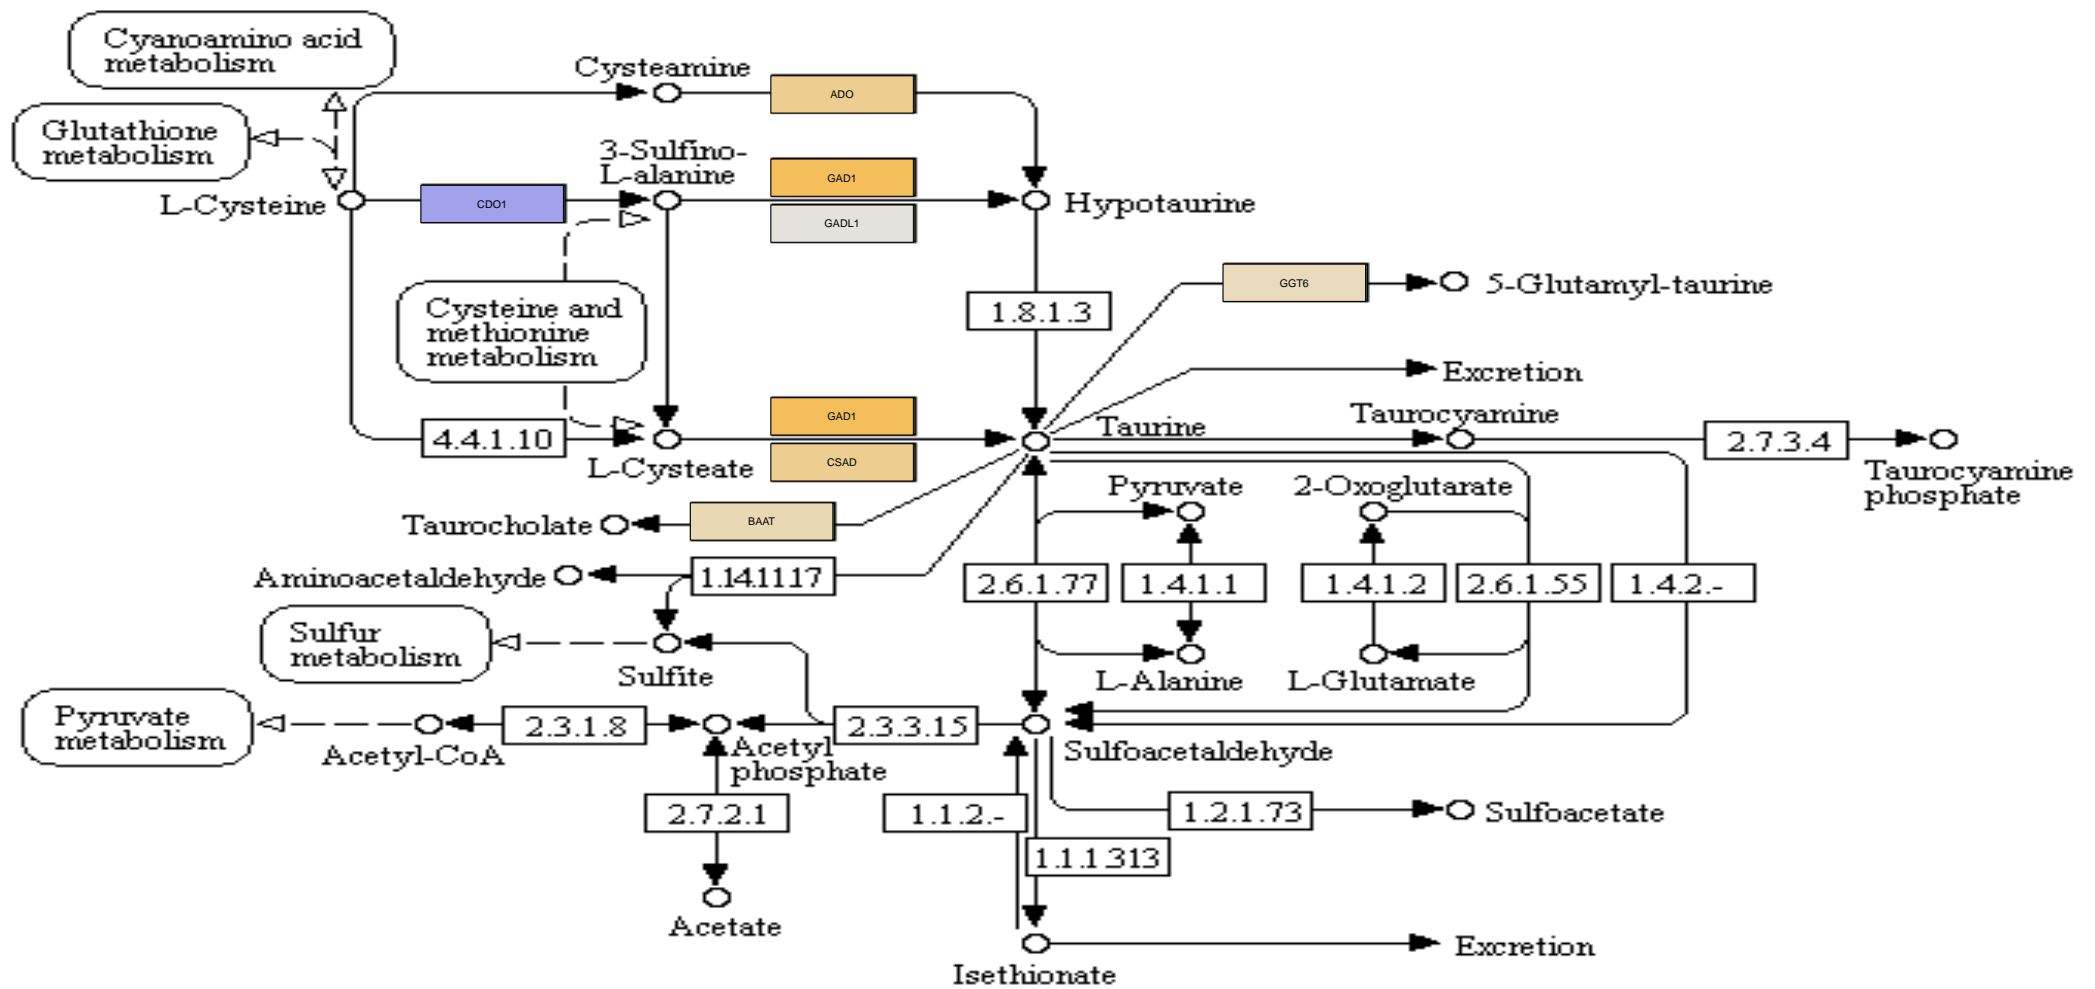 Cyanoamino acid
metabolism
Cysteamine
ADO
Glutathione
metabolism
3-Sulfino-
L-alanine
GAD1
L-Cysteine
CDO1
GADL1
Hypotaurine
Cysteine and
methionine
metabolism
1.8.1.3
GGT6
5-Glutamyl-taurine
Excretion
4.4.1.10
L-Cysteate
GAD1
CSAD
Taurine
Taurocyamine
2.7.3.4
Taurocyamine
phosphate
Taurocholate
BAAT
Pyruvate
2-Oxoglutarate
Aminoacetaldehyde
1.14.11.17
2.6.1.77
1.4.1.1
1.4.1.2
2.6.1.55
1.4.2.-
Sulfur
metabolism
Sulfite
L-Alanine
L-Glutamate
Pyruvate
metabolism
Acetyl-CoA
2.3.1.8
Acetyl
phosphate
2.3.3.15
Sulfoacetaldehyde
2.7.2.1
1.1.2.-
1.2.1.73
Sulfoacetate
1.1.1.313
Acetate
Isethionate
Excretion